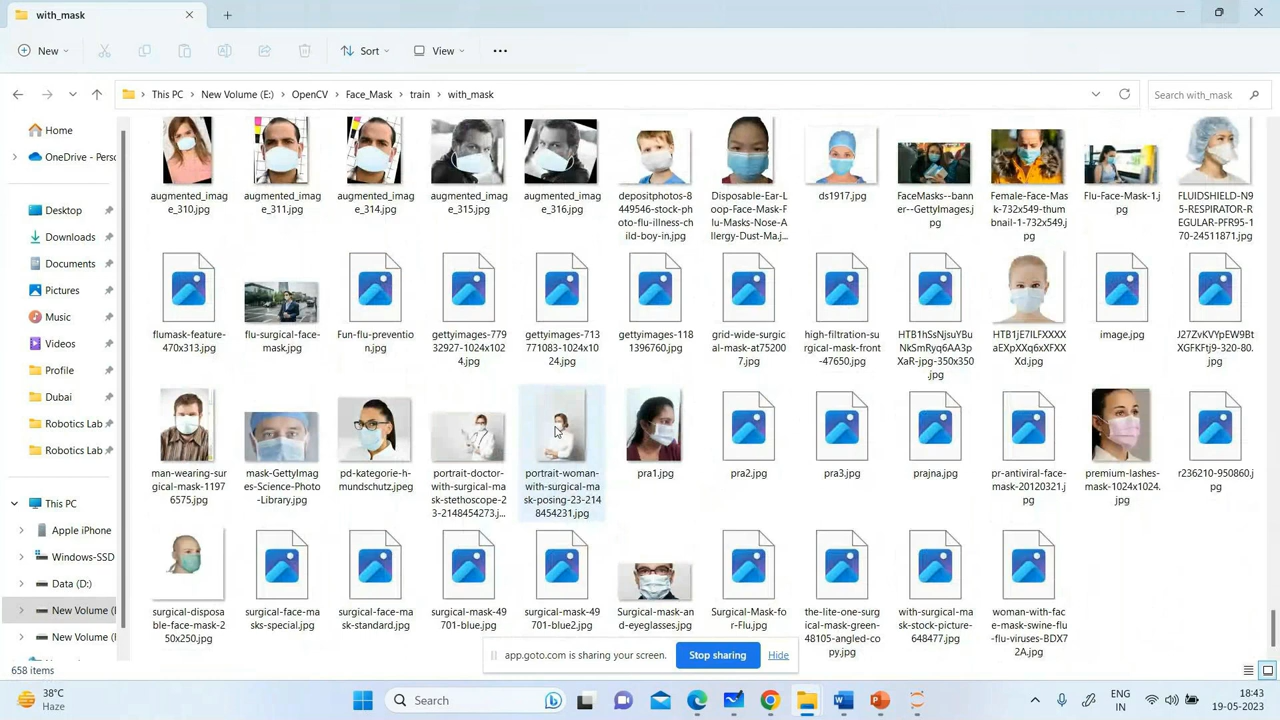 with_mask
New
Sort
View
This PC
New Volume (E:)
OpenCV
Face_Mask
train
with_mask
Search with_mask
Home
OneDrive - Persc
Desktop
Downloads
Documents
Pictures
Music
Videos
Profile
Dubai
Robotics Lab
Robotics Lab
This PC
Apple iPhone
Windows-SSD
Data (D:)
New Volume (
New Volume (
augmented_imag
e_310.jpg
augmented_imag
e_311.jpg
augmented_imag
e_314.jpg
augmented_imag
e_315.jpg
augmented_imag
e_316.jpg
depositphotos-8
449546-stock-ph
oto-flu-illness-ch
ild-boy-in.jpg
Disposable-Ear-L
oop-Face-Mask-F
lu-Masks-Nose-A
llergy-Dust-Ma.j...
ds1917.jpg
FaceMasks--bann
er--GettyImages.j
pg
Female-Face-Mas
k-732x549-thum
bnail-1-732x549.j
pg
Flu-Face-Mask-1.j
pg
FLUIDSHIELD-N9
5-RESPIRATOR-R
EGULAR-PFR95-1
70-24511871.jpg
flumask-feature-
470x313.jpg
flu-surgical-face-
mask.jpg
Fun-flu-preventio
n.jpg
gettyimages-779
932927-1024x102
4.jpg
gettyimages-713
771083-1024x10
24.jpg
gettyimages-118
1396760.jpg
grid-wide-surgic
al-mask-at75200
7.jpg
high-filtration-su
rgical-mask-front
-47650.jpg
HTB1hSsNjsuYBu
NkSmRyq6AA3p
XaR-jpg-350x350
.jpg
HTB1jE7ILFXXXX
aEXpXXq6xXFXX
Xd.jpg
image.jpg
J27ZvKVYpEW9Bt
XGFKFtj9-320-80.
jpg
man-wearing-sur
gical-mask-1197
6575.jpg
mask-GettyImag
es-Science-Photo
-Library.jpg
pd-kategorie-h-
mundschutz.jpeg
portrait-doctor-
with-surgical-ma
sk-stethoscope-2
3-2148454273.j...
portrait-woman-
with-surgical-ma
sk-posing-23-214
8454231.jpg
pra1.jpg
pra2.jpg
pra3.jpg
prajna.jpg
pr-antiviral-face-
mask-20120321.j
pg
premium-lashes-
mask-1024x1024.
jpg
r236210-950860.j
pg
surgical-disposa
ble-face-mask-2
50x250.jpg
surgical-face-ma
sks-special.jpg
surgical-face-ma
sk-standard.jpg
surgical-mask-49
701-blue.jpg
surgical-mask-49
701-blue2.jpg
Surgical-mask-an
d-eyeglasses.jpg
Surgical-Mask-fo
r-Flu.jpg
the-lite-one-surg
ical-mask-green-
48105-angled-co
py.jpg
with-surgical-ma
sk-stock-picture-
648477.jpg
woman-with-fac
e-mask-swine-flu
-flu-viruses-BDX7
2A.jpg
app.goto.com is sharing your screen.
Stop sharing
Hide
658 items
38°C
Haze
Search
ENG
IN
18:43
19-05-2023